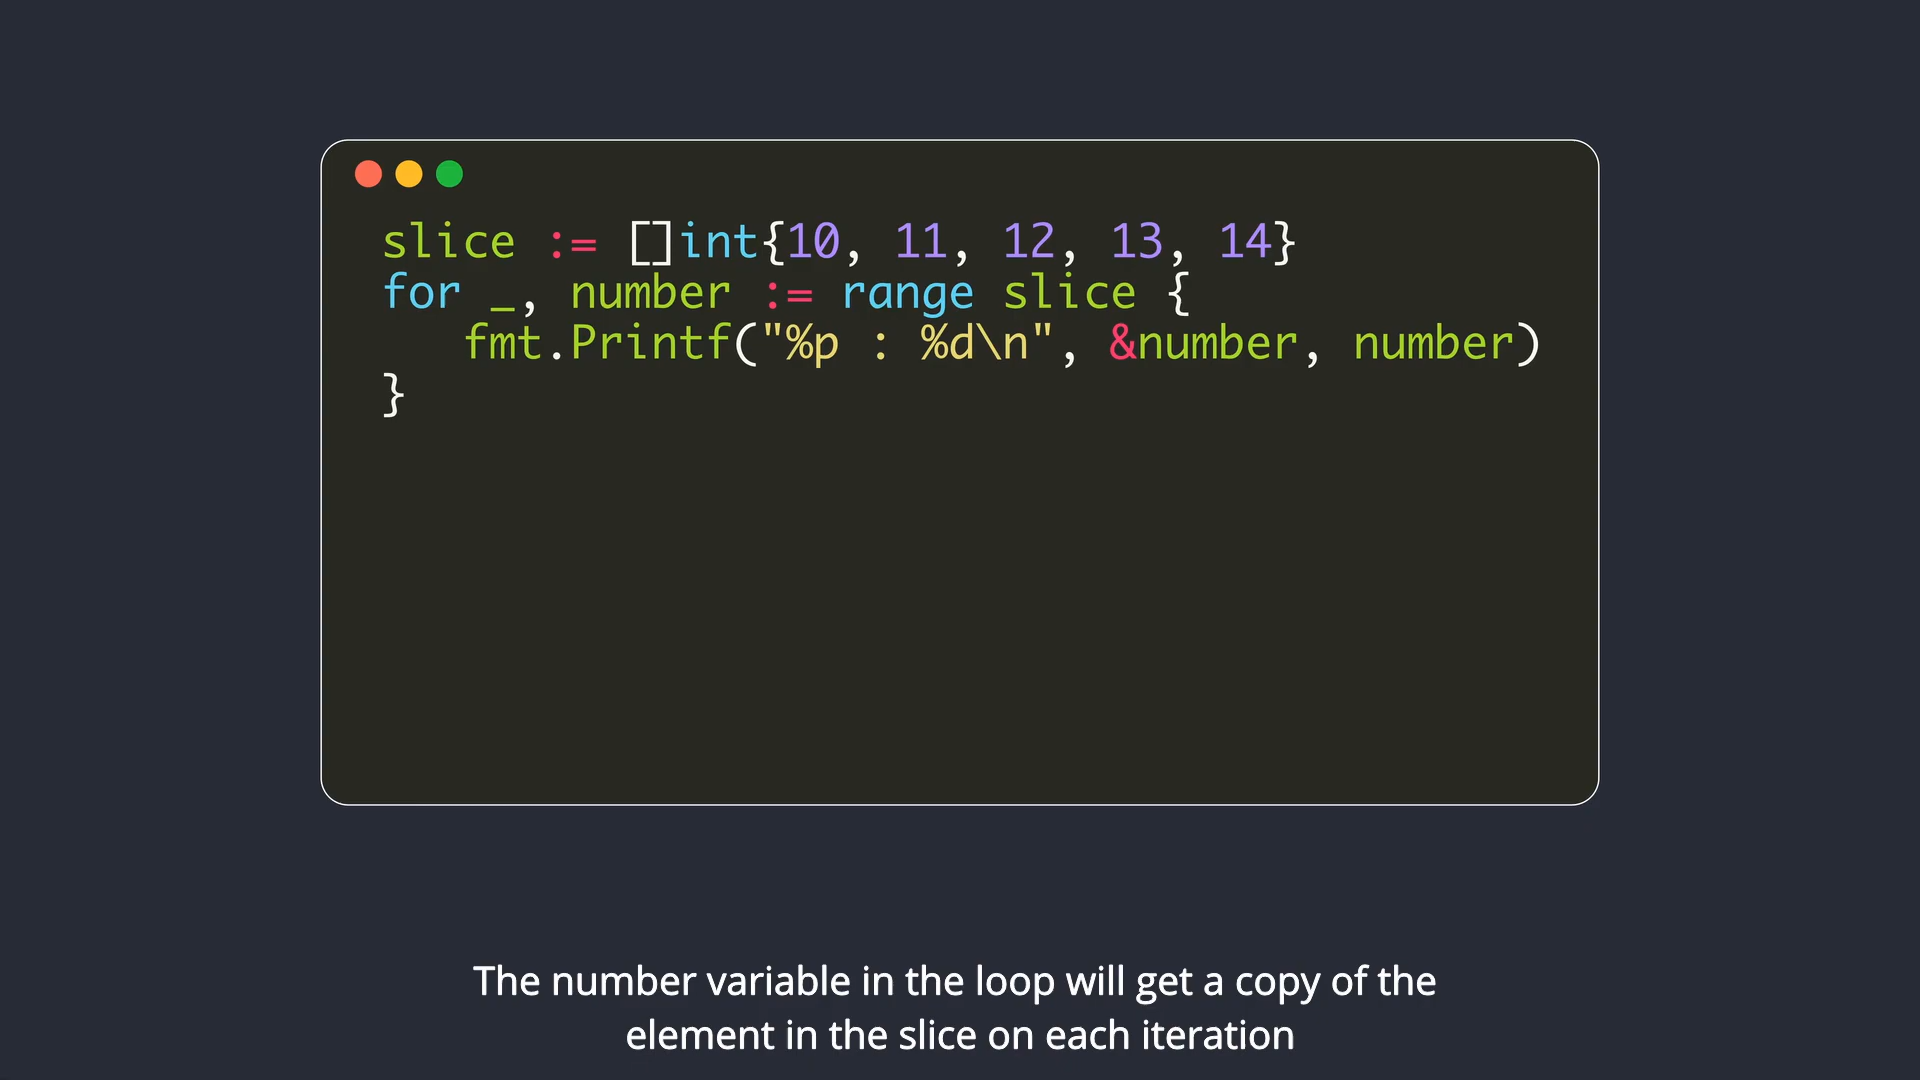 slice := []int{10, 11, 12, 13, 14}
for _, number := range slice {
   fmt.Printf("%p : %d\n", &number, number)
}
The number variable in the loop will get a copy of the
element in the slice on each iteration